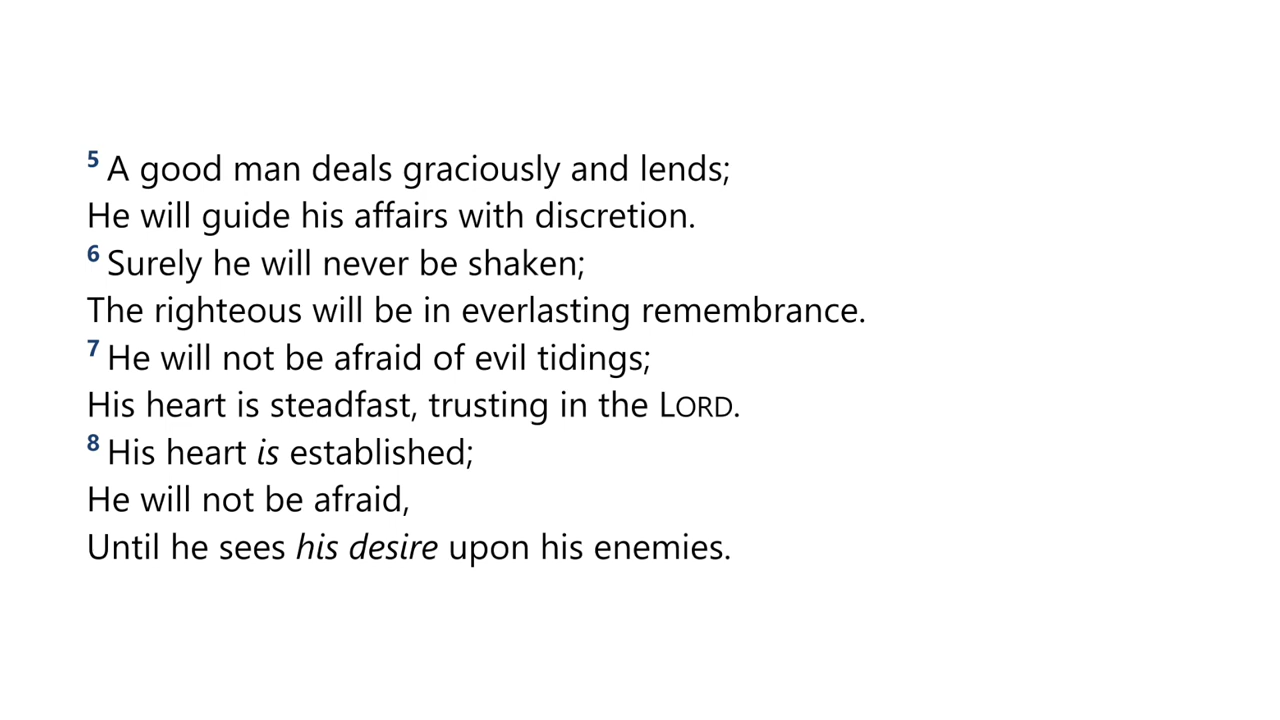 5 A good man deals graciously and lends;
He will guide his affairs with discretion.
6 Surely he will never be shaken;
The righteous will be in everlasting remembrance.
7 He will not be afraid of evil tidings;
His heart is steadfast, trusting in the LORD.
8 His heart is established;
He will not be afraid,
Until he sees his desire upon his enemies.